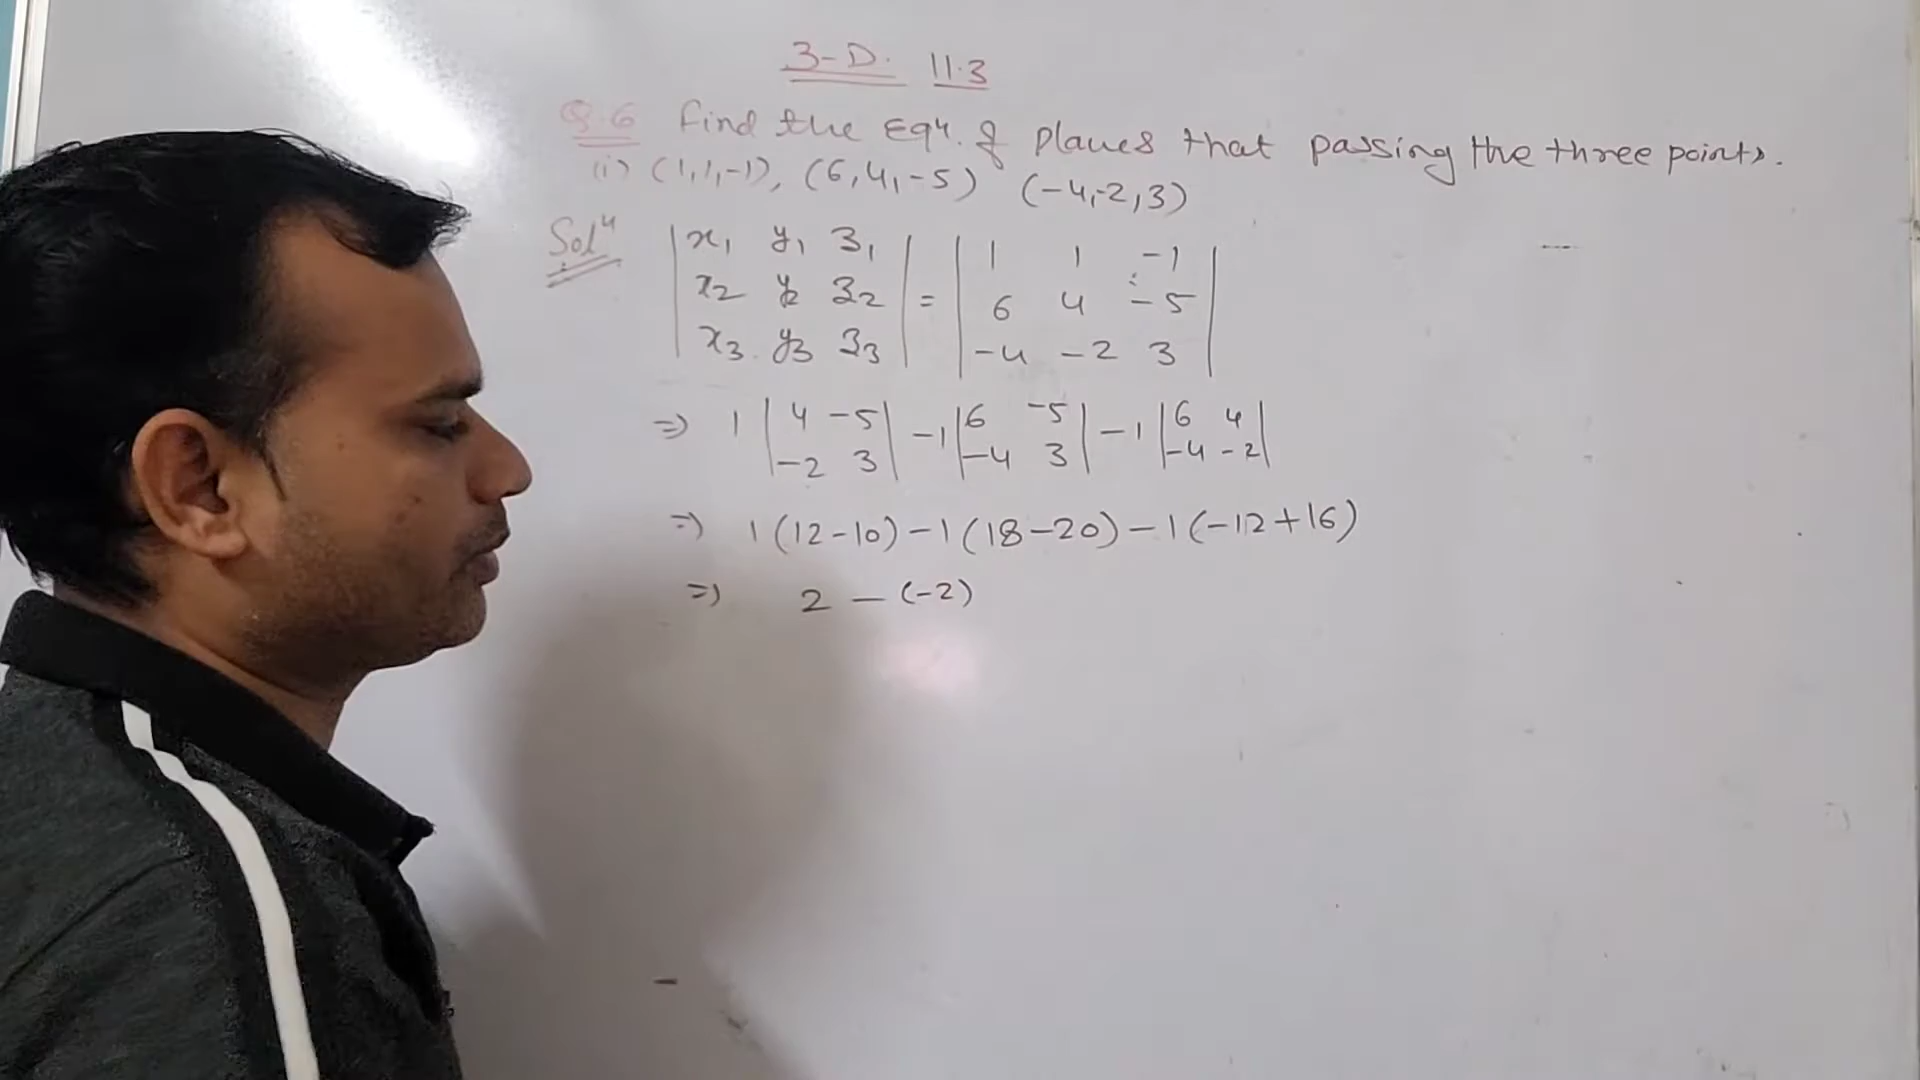 3-D. 11.3
Q.6 Find the Eqn. of Planes that passing the three points.
(i) (1,1,-1), (6,4,-5) (-4,-2,3)
Soln | x1 y1 z1 | = | 1 1 -1 |
| x2 y2 z2 | | 6 4 -5 |
| x3 y3 z3 | | -4 -2 3 |
=> 1 | 4 -5 | -1 | 6 -5 | -1 | 6 4 |
| -2 3 | | -4 3 | | -4 -2 |
=> 1(12-10)-1(18-20)-1(-12+16)
=> 2 - (-2)